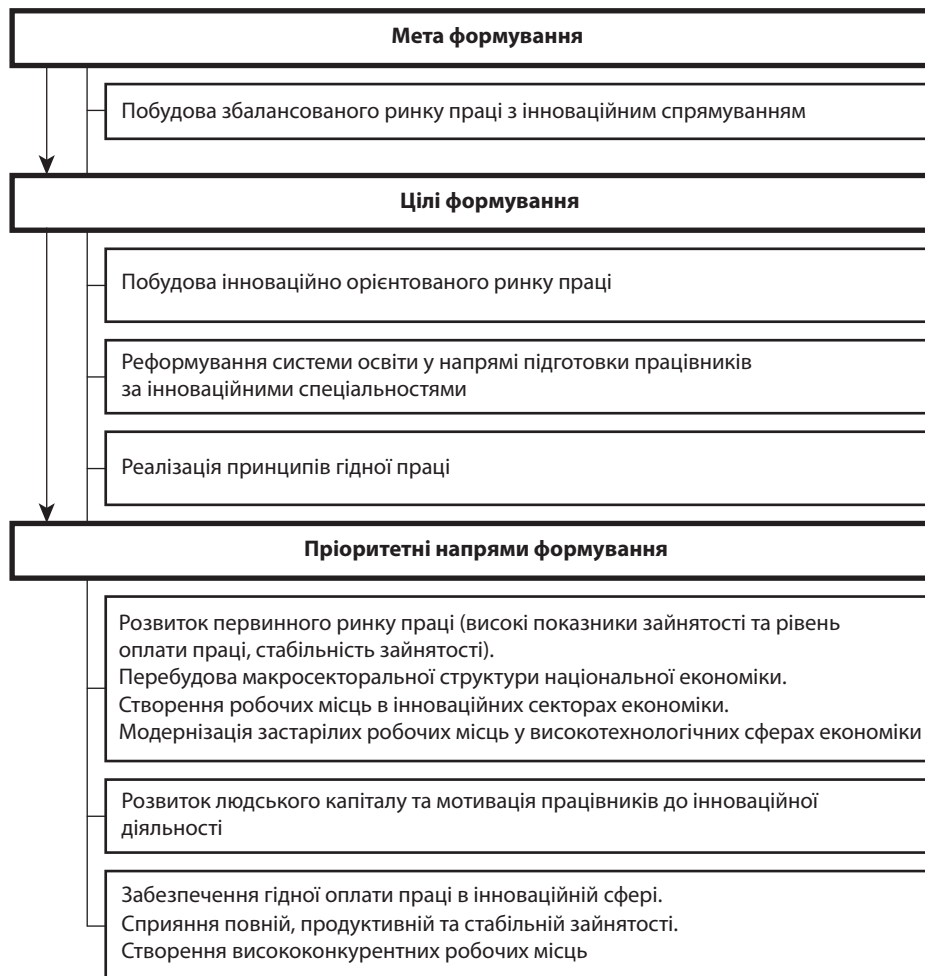 Мета формування
Побудова збалансованого ринку праці з інноваційним спрямуванням
Цілі формування
Побудова інноваційно орієнтованого ринку праці
Реформування системи освіти у напрямі підготовки працівників
за інноваційними спеціальностями
Реалізація принципів гідної праці
Пріоритетні напрями формування
Розвиток первинного ринку праці (високі показники зайнятості та рівень
оплати праці, стабільність зайнятості).
Перебудова макросекторальної структури національної економіки.
Створення робочих місць в інноваційних секторах економіки.
Модернізація застарілих робочих місць у високотехнологічних сферах економіки
Розвиток людського капіталу та мотивація працівників до інноваційної
діяльності
Забезпечення гідної оплати праці в інноваційній сфері.
Сприяння повній, продуктивній та стабільній зайнятості.
Створення висококонкурентних робочих місць